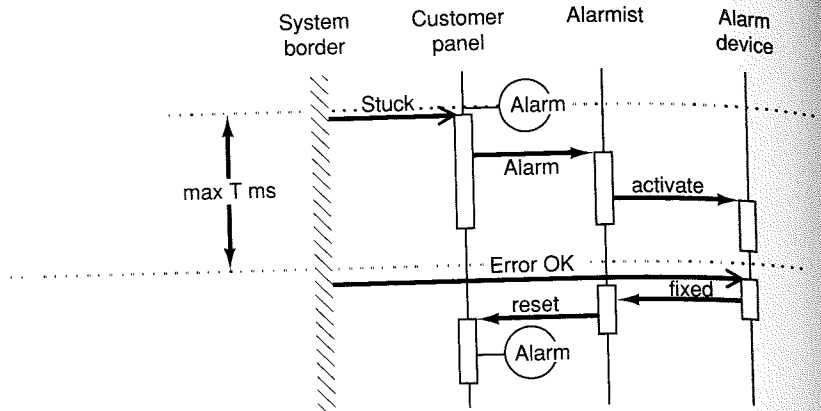 System
border
Customer
panel
Alarmist
Alarm
device
Stuck
Alarm
Alarm
activate
max T ms
Error OK
fixed
reset
Alarm